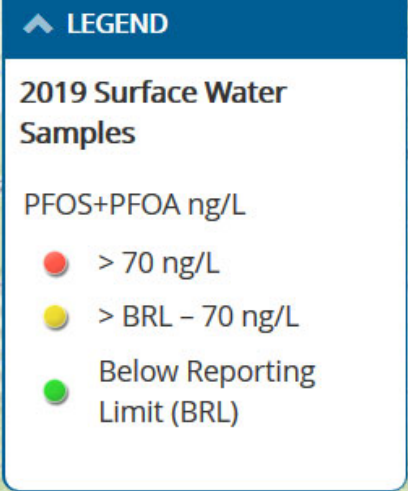 LEGEND
2019 Surface Water
Samples
PFOS+PFOA ng/L
> 70 ng/L
> BRL – 70 ng/L
Below Reporting
Limit (BRL)